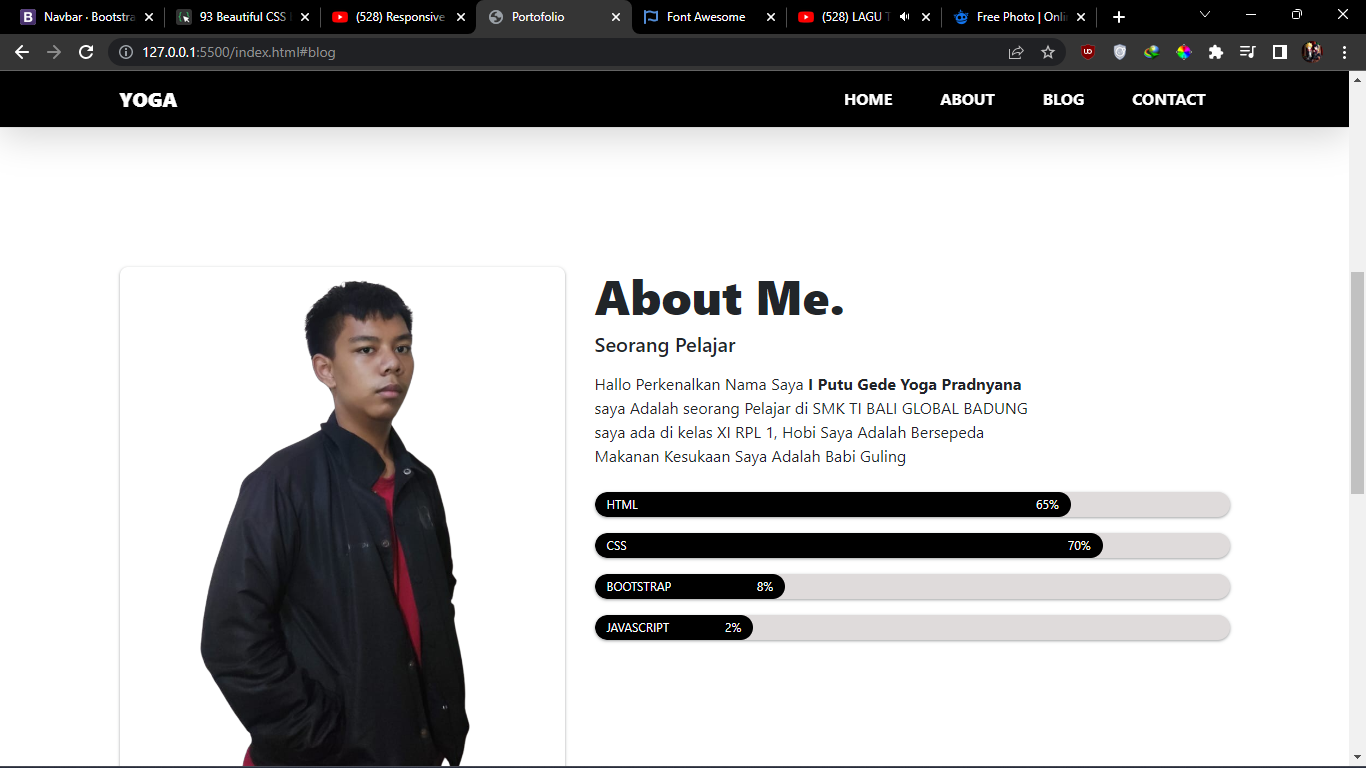 Navbar · Bootstra
93 Beautiful CSS
(528) Responsive
Portofolio
Font Awesome
(528) LAGU T
Free Photo | Onli
127.0.0.1:5500/index.html#blog
YOGA
HOME
ABOUT
BLOG
CONTACT
About Me.
Seorang Pelajar
Hallo Perkenalkan Nama Saya I Putu Gede Yoga Pradnyana
saya Adalah seorang Pelajar di SMK TI BALI GLOBAL BADUNG
saya ada di kelas XI RPL 1, Hobi Saya Adalah Bersepeda
Makanan Kesukaan Saya Adalah Babi Guling
HTML 65%
CSS 70%
BOOTSTRAP 8%
JAVASCRIPT 2%